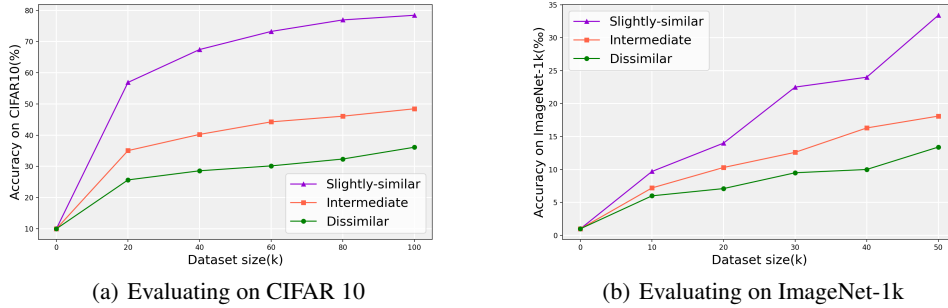 80
70
60
50
40
30
20
10
Accuracy on CIFAR10(%)
Slightly-similar
Intermediate
Dissimilar
0 20 40 60 80 100
Dataset size(k)
(a) Evaluating on CIFAR 10
35
30
25
20
15
10
5
0
Accuracy on ImageNet-1k(‰)
Slightly-similar
Intermediate
Dissimilar
0 10 20 30 40 50
Dataset size(k)
(b) Evaluating on ImageNet-1k